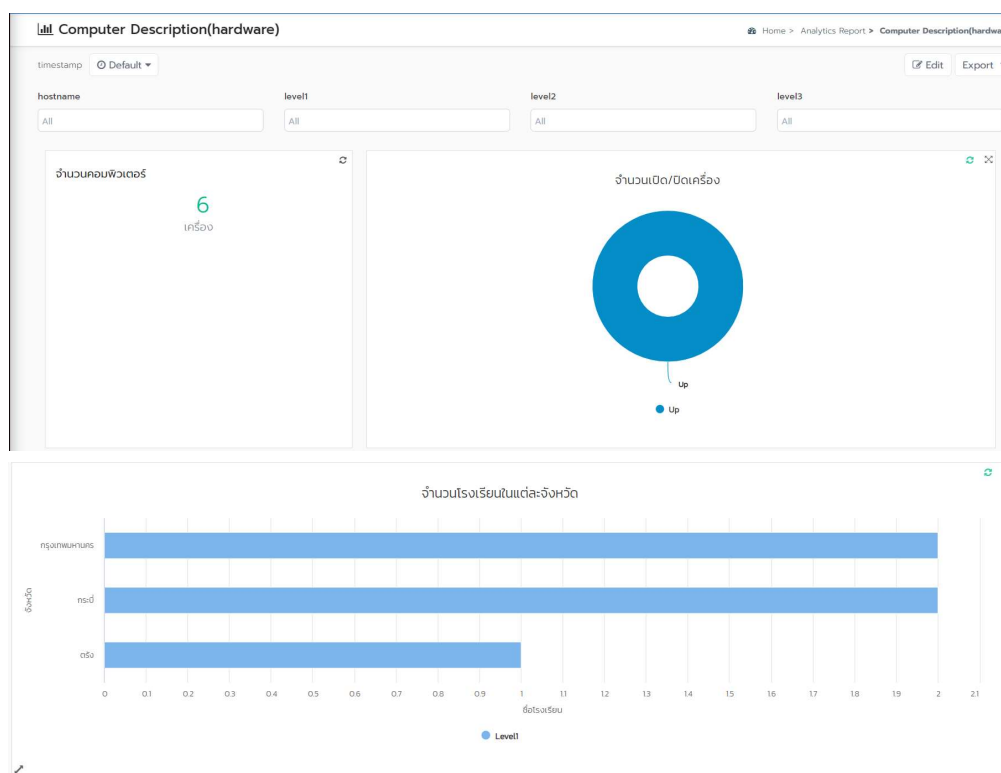 Computer Description(hardware)
Home > Analytics Report > Computer Description(hardwa
timestamp Default
Edit Export
hostname level1 level2 level3
All All All All
จำนวนคอมพิวเตอร์
6
เครื่อง
จำนวนเปิด/ปิดเครื่อง
Up
Up
จำนวนโรงเรียนในแต่ละจังหวัด
จังหวัด
กรุงเทพมหานคร
กระบี่
ตรัง
0 0.1 0.2 0.3 0.4 0.5 0.6 0.7 0.8 0.9 1 1.1 1.2 1.3 1.4 1.5 1.6 1.7 1.8 1.9 2 2.1
ชื่อโรงเรียน
Level1